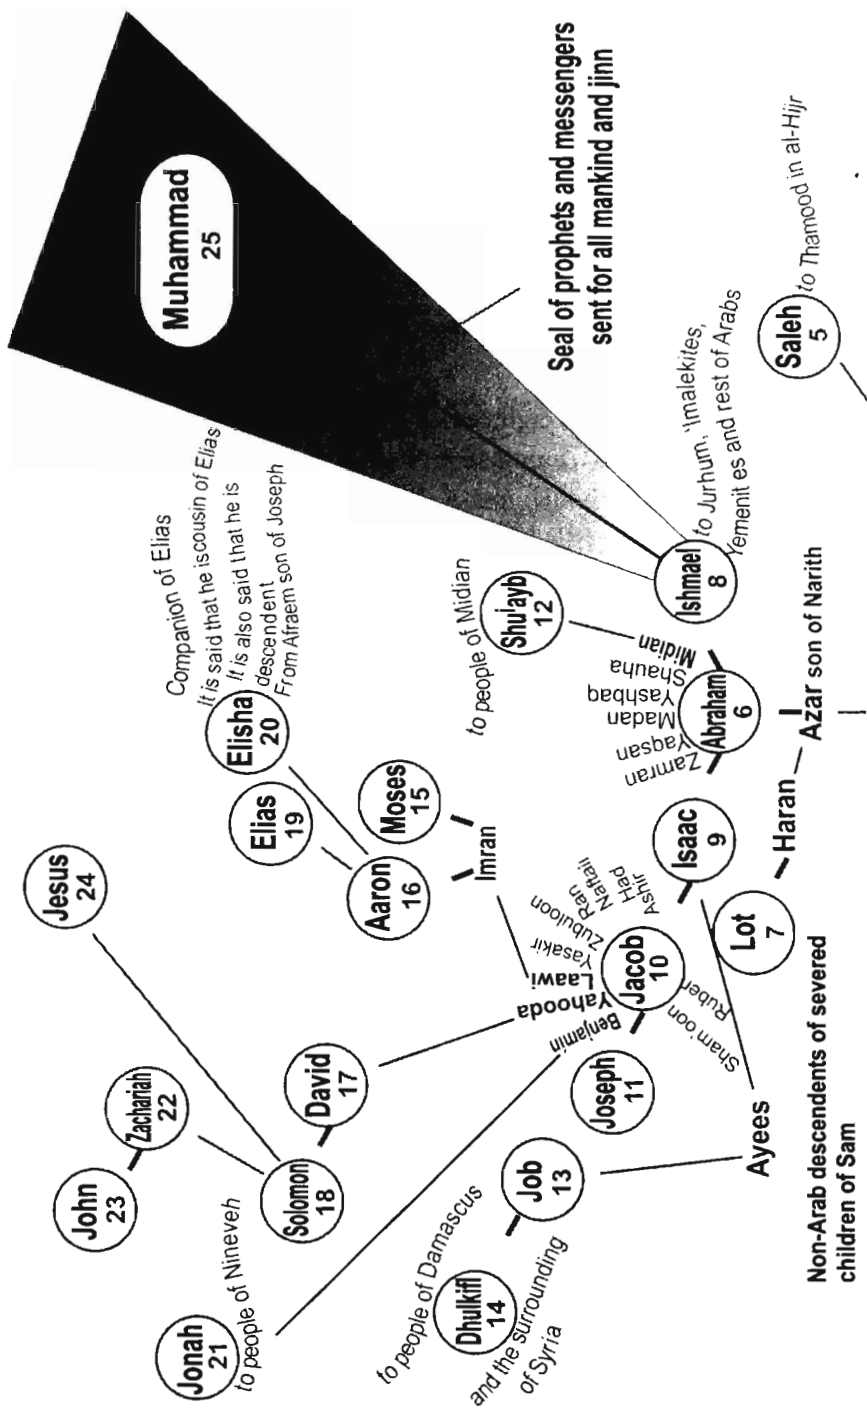 Jonah
21
to people of Nineveh
John
23
Zachariah
22
Jesus
24
Solomon
18
David
17
Elisha
20
Companion of Elias
It is said that he iscousin of Elias
It is also said that he is
descendent
From Afraem son of Joseph
Elias
19
Muhammad
25
Aaron
16
Moses
15
Imran
Dhulkifl
14
to people of Damascus
and the surrounding
of Syria
Job
13
Shu'ayb
12
to people of Midian
Seal of prophets and messengers
sent for all mankind and jinn
Joseph
11
Benjamin
Yahooda
Laawi
Yasakir
Zubuloon
Ran
Naftali
Had
Ashir
Jacob
10
Sham'oon
Ruben
Isaac
9
Zamran
Yaqsan
Madan
Yashbaq
Shauha
Midian
Abraham
6
Ishmael
8
to Jurhum, 'Imalekites,
Yemenit es and rest of Arabs
Ayees
Lot
7
Haran
Azar son of Narith
Saleh
5
to Thamood in al-Hijr
Non-Arab descendents of severed
children of Sam